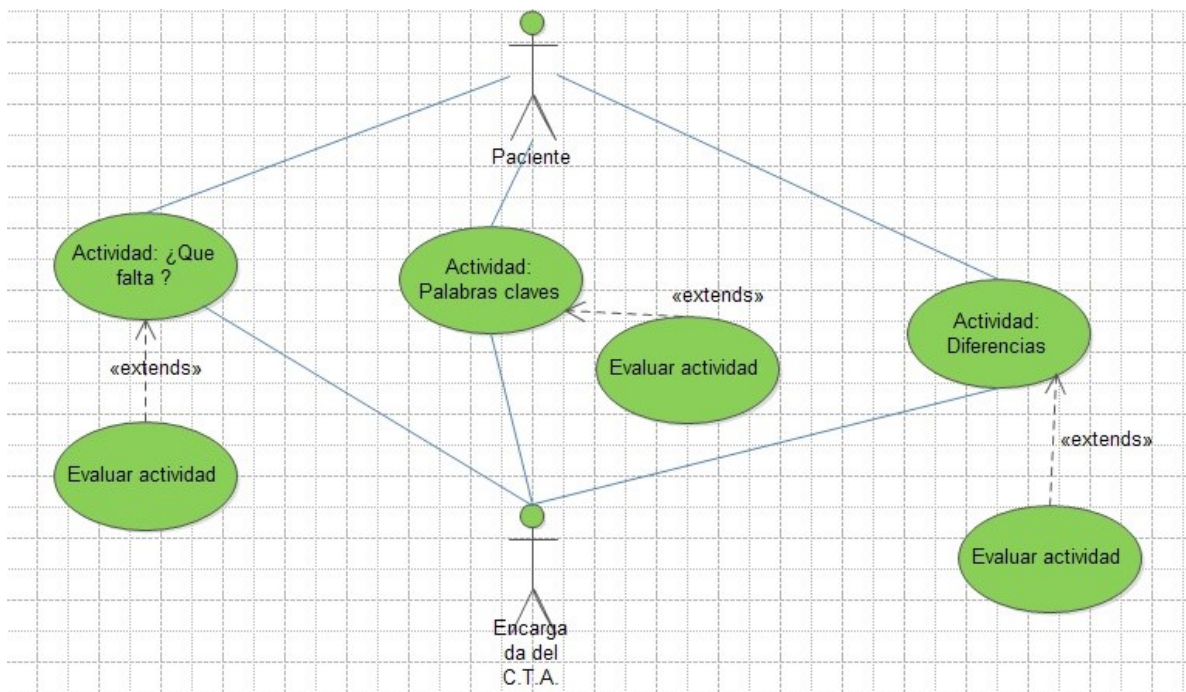 Paciente
Actividad: ¿Que
falta ?
Actividad:
Palabras claves
«extends»
Actividad:
Diferencias
«extends»
Evaluar actividad
«extends»
Evaluar actividad
Evaluar actividad
Encarga
da del
C.T.A.